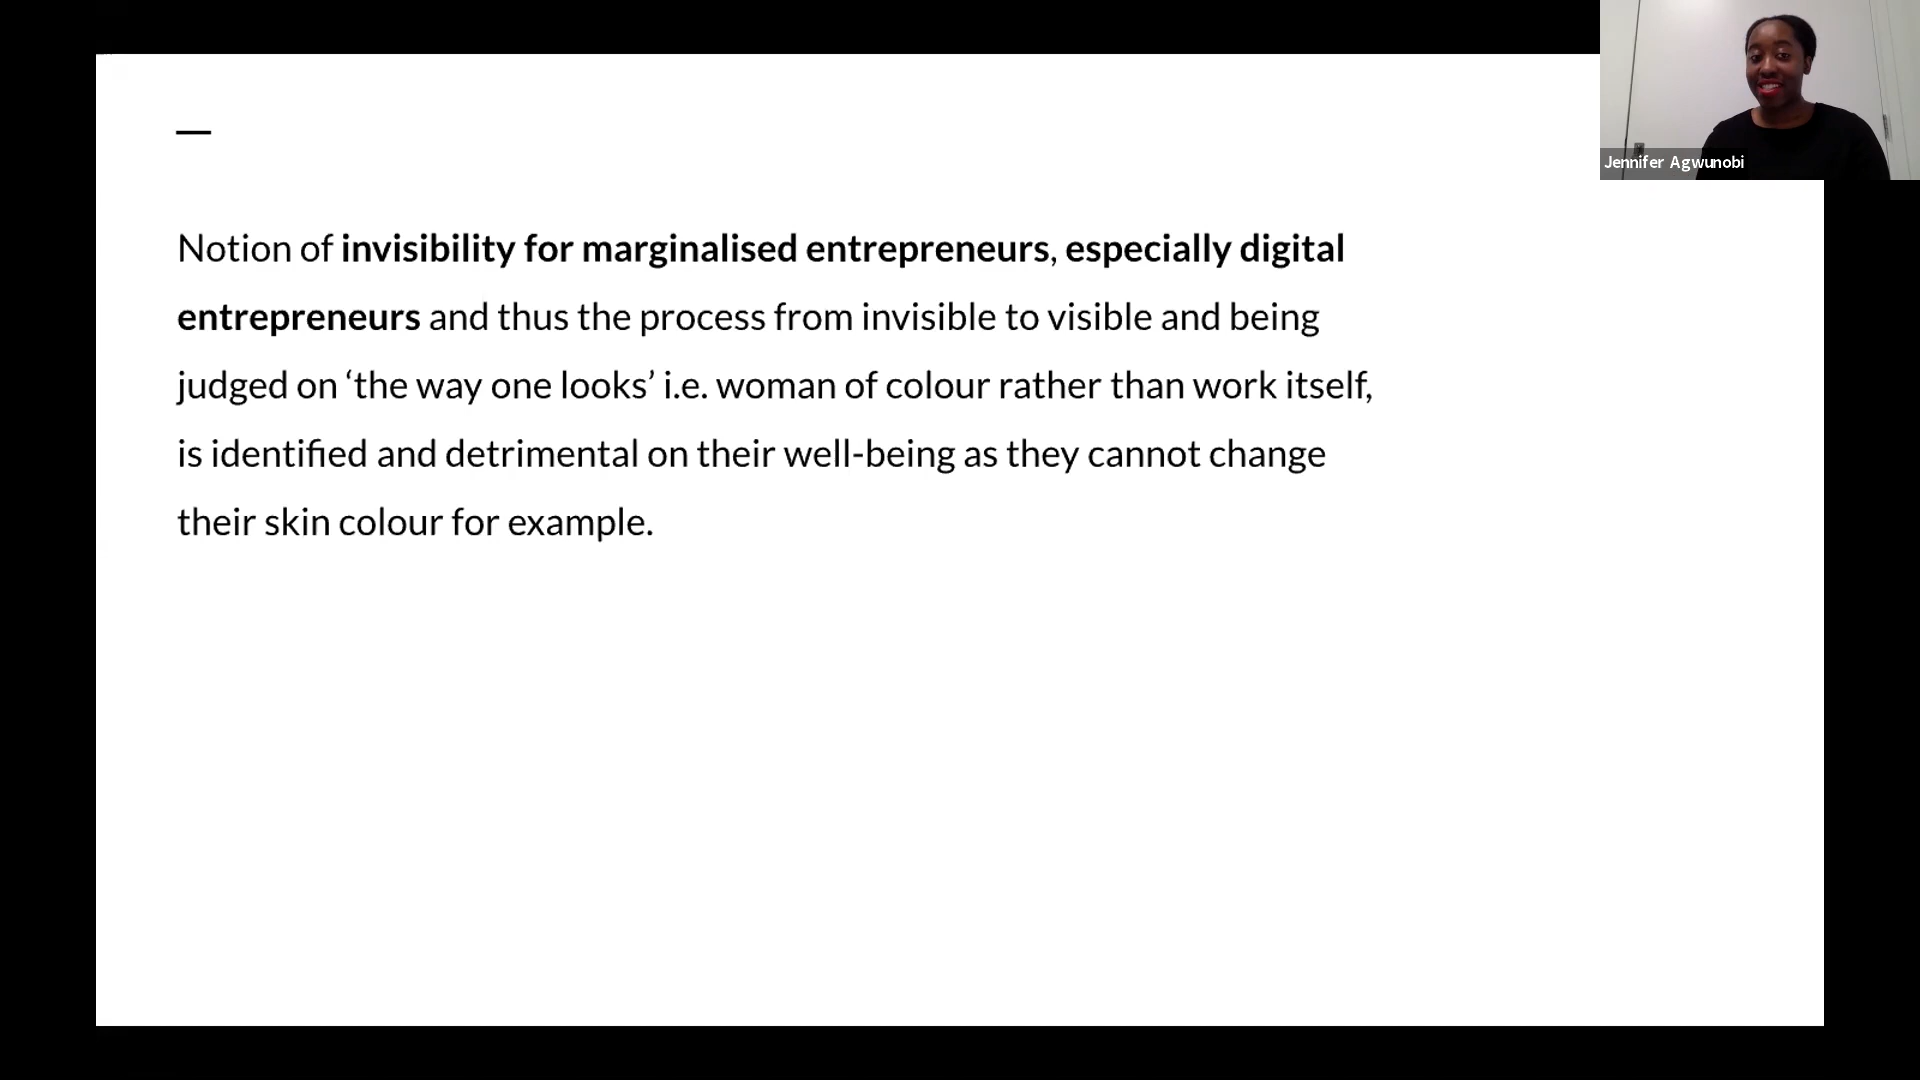 Jennifer Agwunobi
Notion of invisibility for marginalised entrepreneurs, especially digital
entrepreneurs and thus the process from invisible to visible and being
judged on ‘the way one looks’ i.e. woman of colour rather than work itself,
is identified and detrimental on their well-being as they cannot change
their skin colour for example.